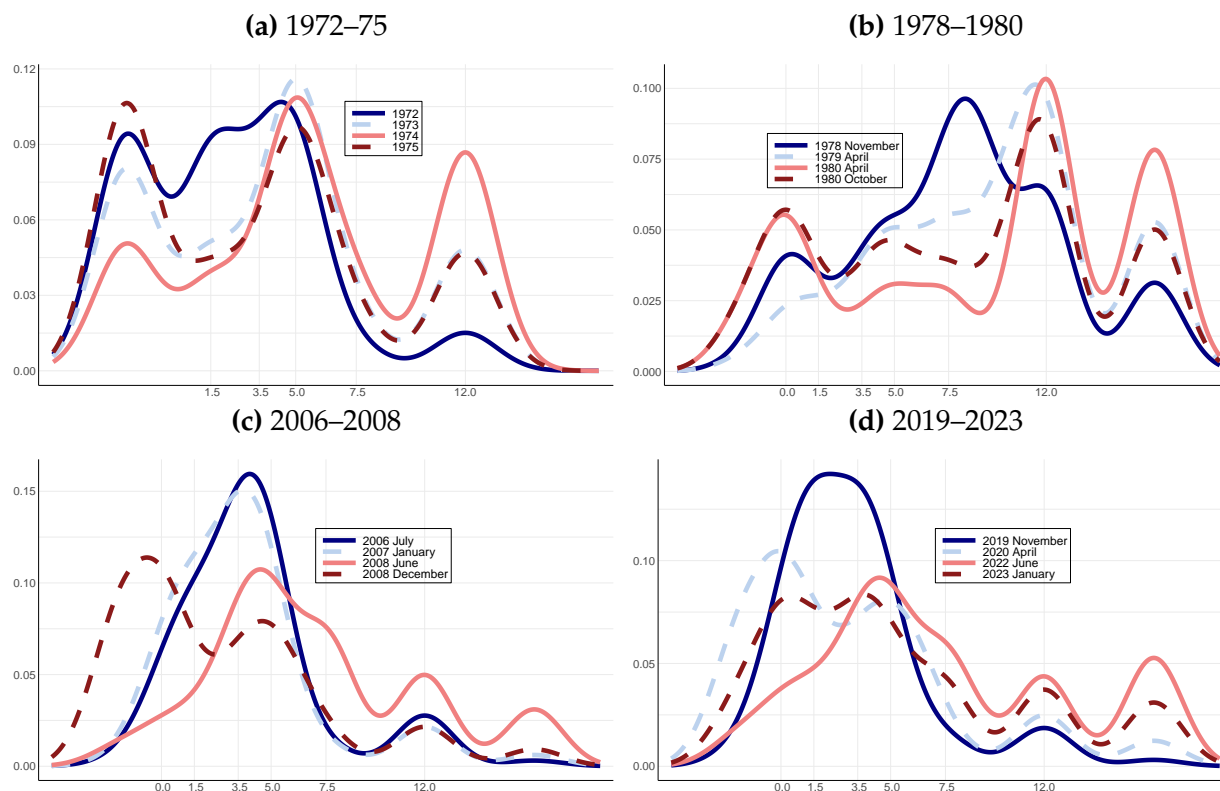 (a) 1972–75
0.12
0.09
0.06
0.03
0.00
1972
1973
1974
1975
1.5 3.5 5.0 7.5 12.0
(b) 1978–1980
0.100
0.075
0.050
0.025
0.000
1978 November
1979 April
1980 April
1980 October
0.0 1.5 3.5 5.0 7.5 12.0
(c) 2006–2008
0.15
0.10
0.05
0.00
2006 July
2007 January
2008 June
2008 December
0.0 1.5 3.5 5.0 7.5 12.0
(d) 2019–2023
0.10
0.05
0.00
2019 November
2020 April
2022 June
2023 January
0.0 1.5 3.5 5.0 7.5 12.0